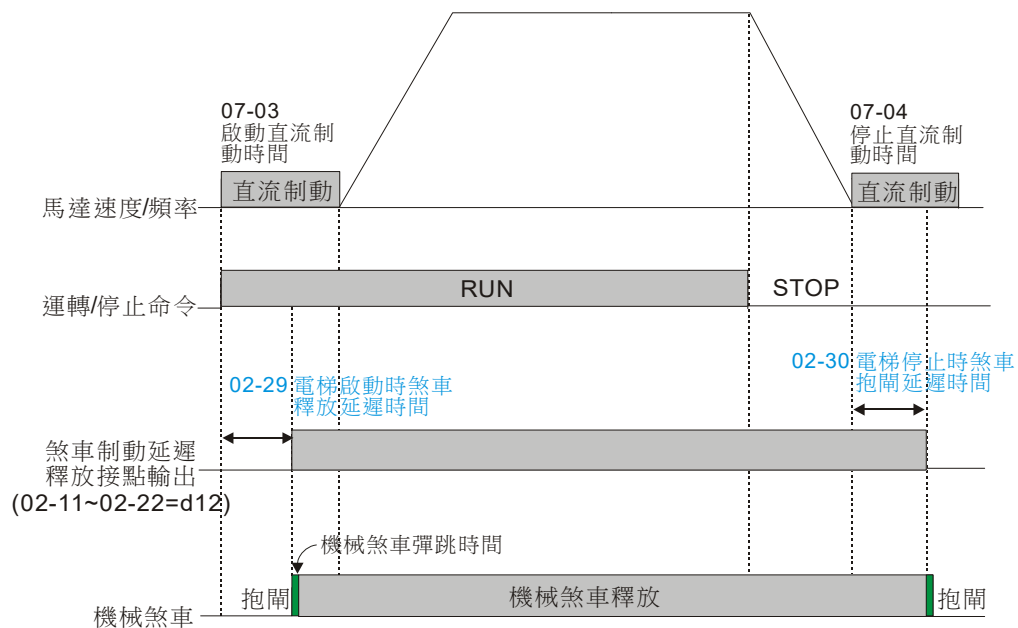 07-03
啟動直流制
動時間
07-04
停止直流制
動時間
直流制動
直流制動
馬達速度/頻率
RUN
STOP
運轉/停止命令
02-29 電梯啟動時煞車
釋放延遲時間
02-30 電梯停止時煞車
抱閘延遲時間
煞車制動延遲
釋放接點輸出
(02-11~02-22=d12)
機械煞車彈跳時間
抱閘
機械煞車釋放
抱閘
機械煞車